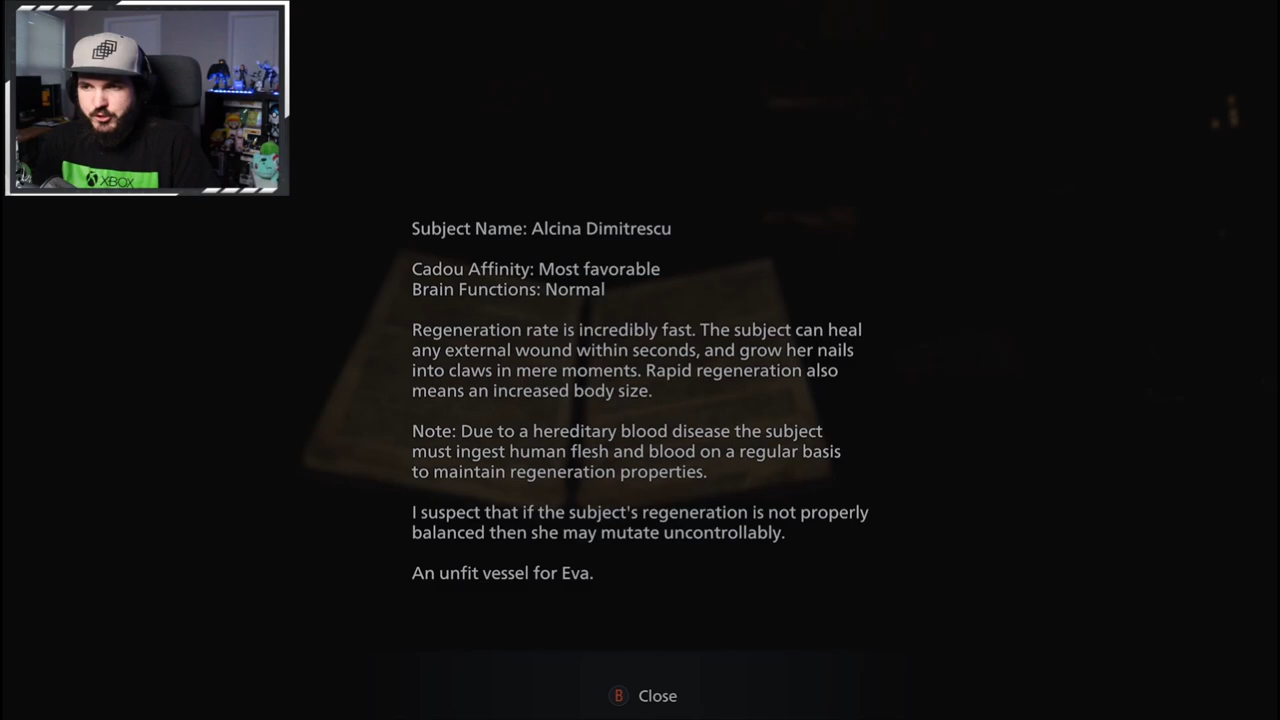 XBOX
Subject Name: Alcina Dimitrescu
Cadou Affinity: Most favorable
Brain Functions: Normal
Regeneration rate is incredibly fast. The subject can heal
any external wound within seconds, and grow her nails
into claws in mere moments. Rapid regeneration also
means an increased body size.
Note: Due to a hereditary blood disease the subject
must ingest human flesh and blood on a regular basis
to maintain regeneration properties.
I suspect that if the subject's regeneration is not properly
balanced then she may mutate uncontrollably.
An unfit vessel for Eva.
B Close